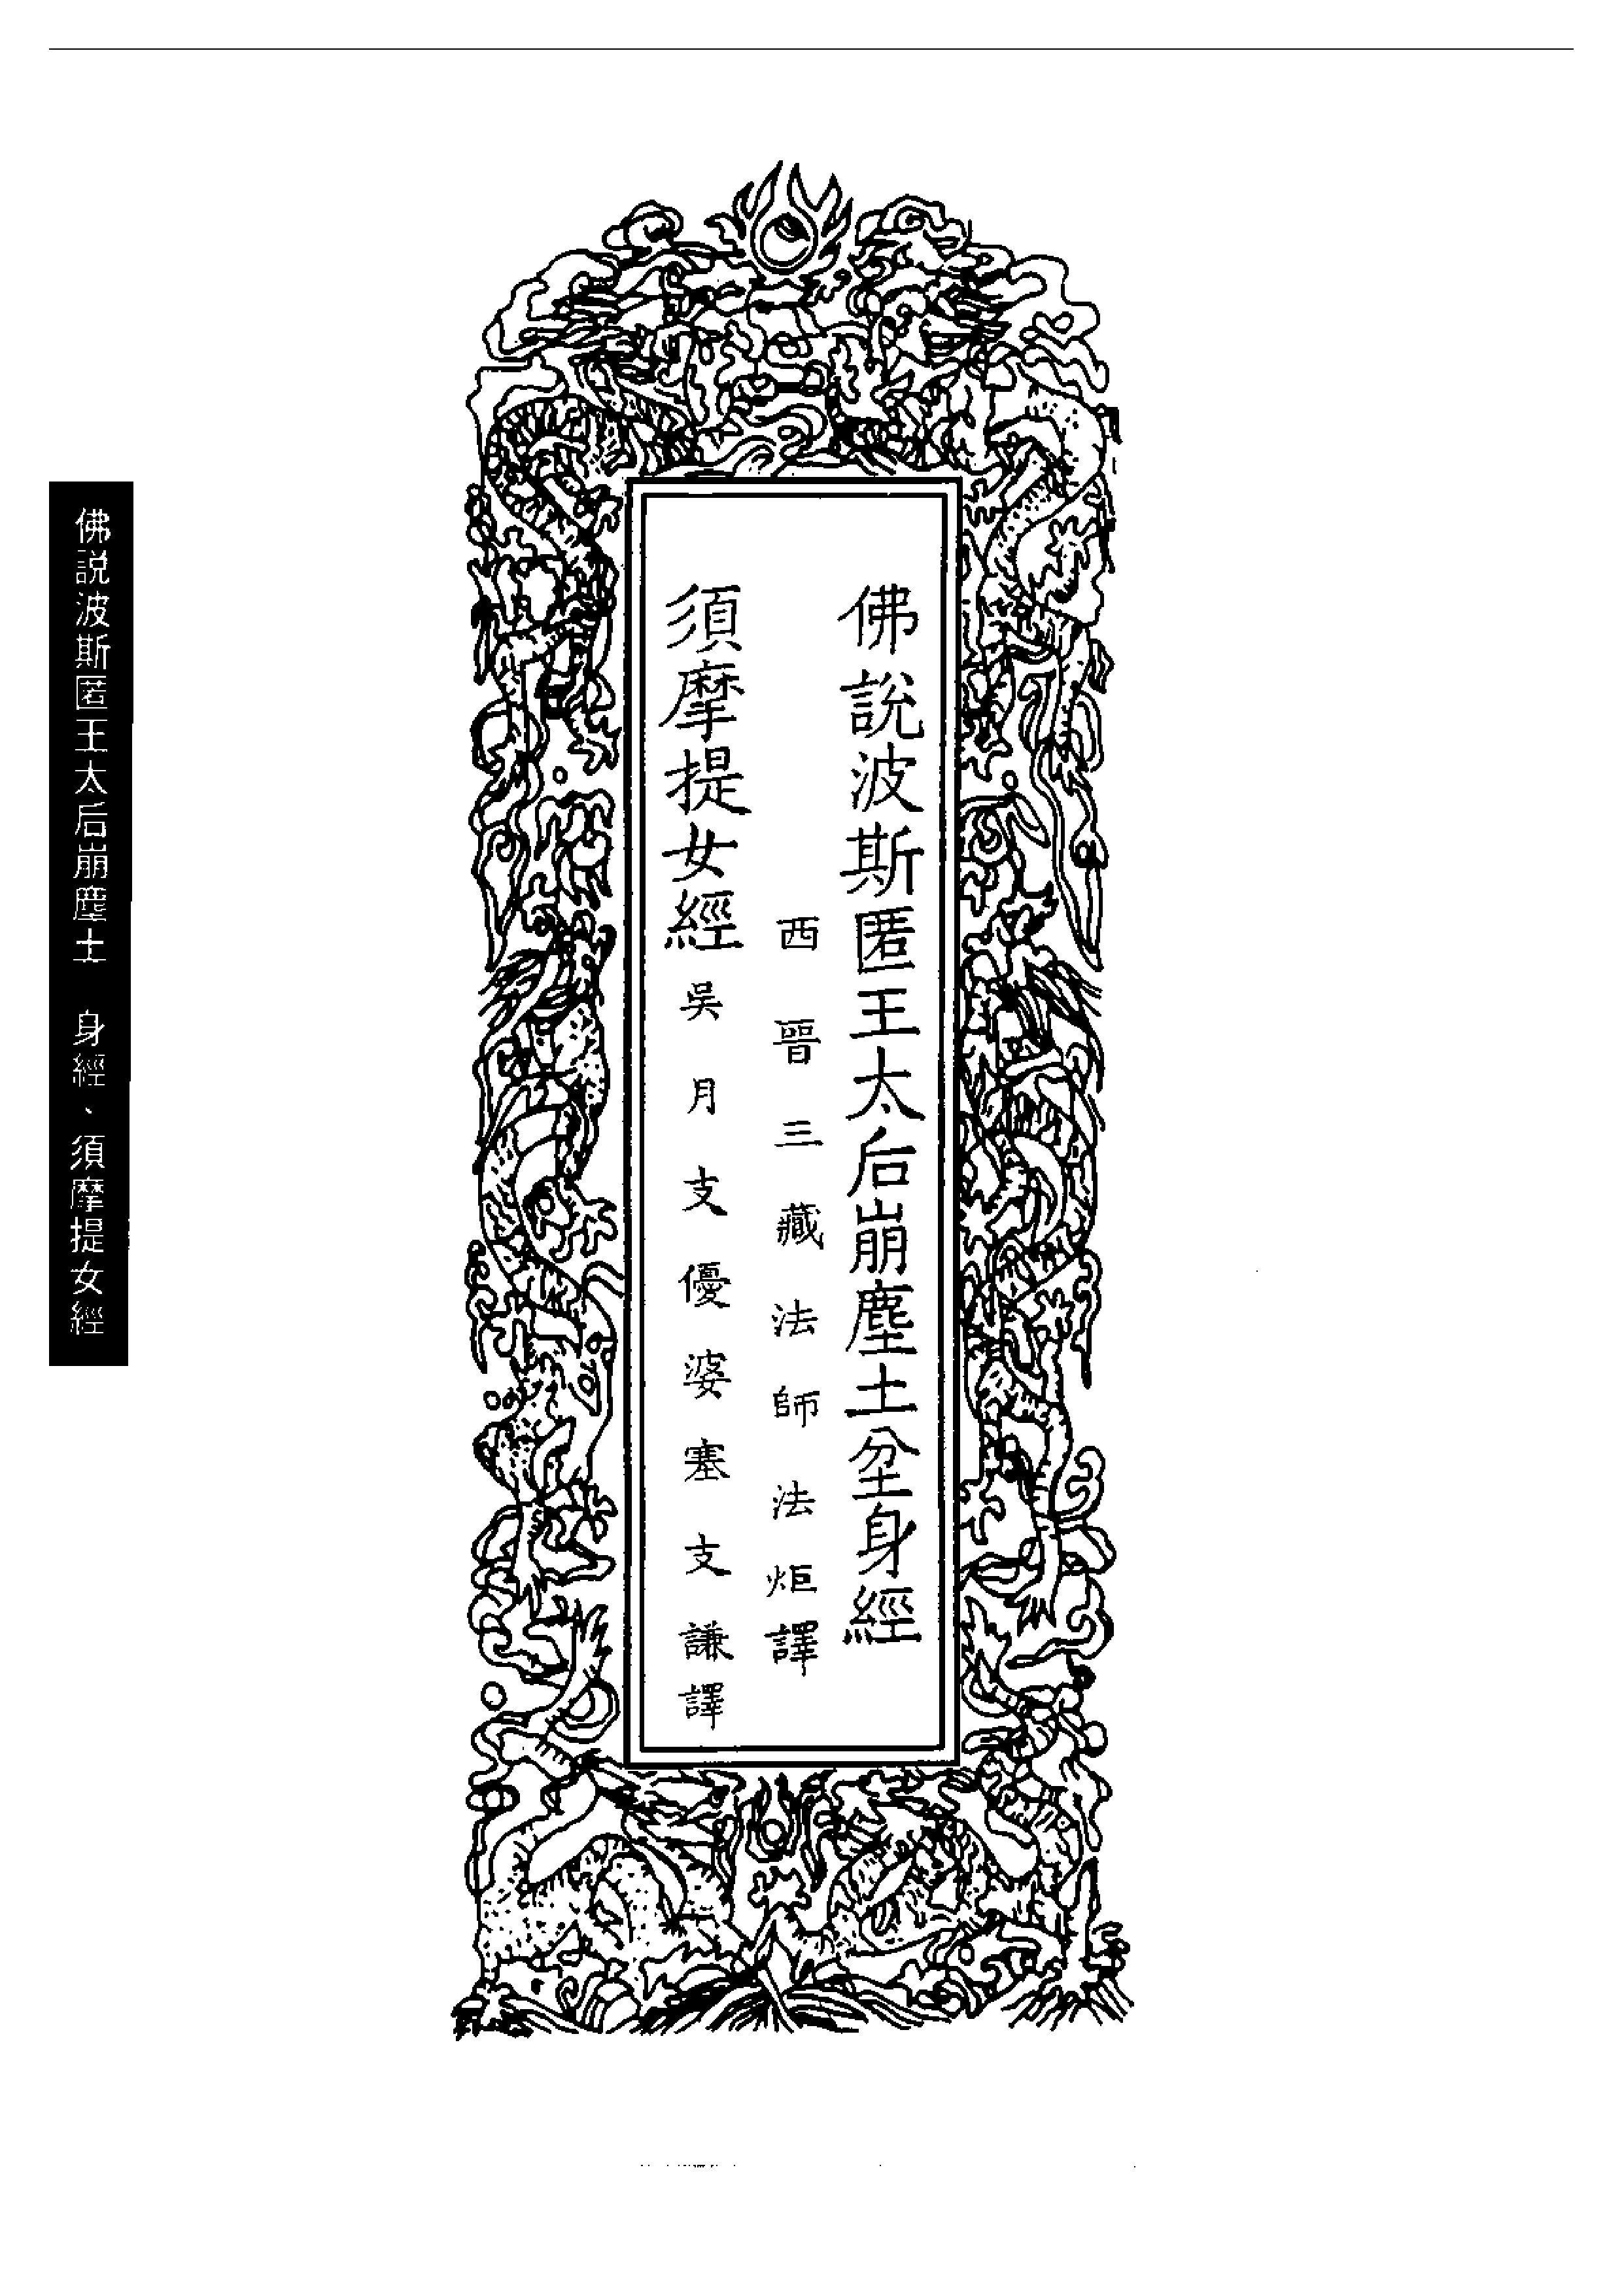 佛說波斯匿王太后崩塵土坌身經
西晉三藏法師法炬譯
須摩提女經 吳月支優婆塞支謙譯
佛説波斯匿王太后崩塵土 身經、須摩提女經